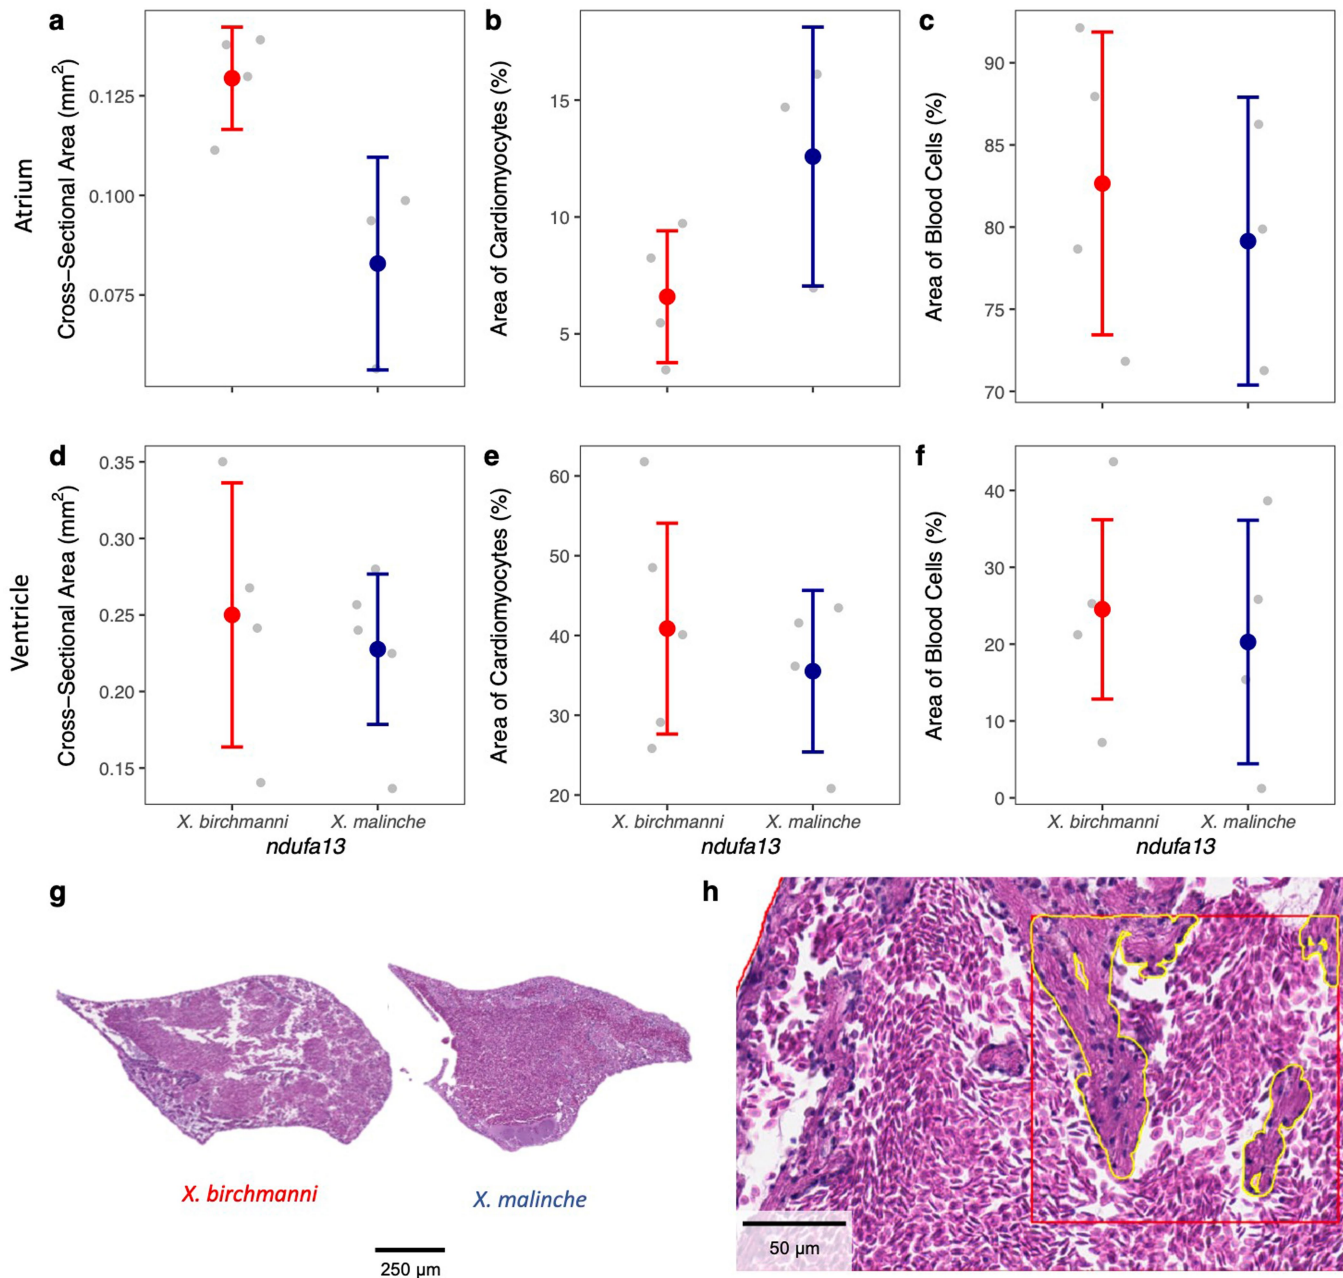 a
b
c
Atrium
Cross−Sectional Area (mm²)
0.125
0.100
0.075
Area of Cardiomyocytes (%)
15
10
5
Area of Blood Cells (%)
90
85
80
75
70
d
e
f
Ventricle
Cross−Sectional Area (mm²)
0.35
0.30
0.25
0.20
0.15
X. birchmanni
X. malinche
ndufa13
Area of Cardiomyocytes (%)
60
50
40
30
20
X. birchmanni
X. malinche
ndufa13
Area of Blood Cells (%)
40
30
20
10
0
X. birchmanni
X. malinche
ndufa13
g
X. birchmanni
X. malinche
250 µm
h
50 µm